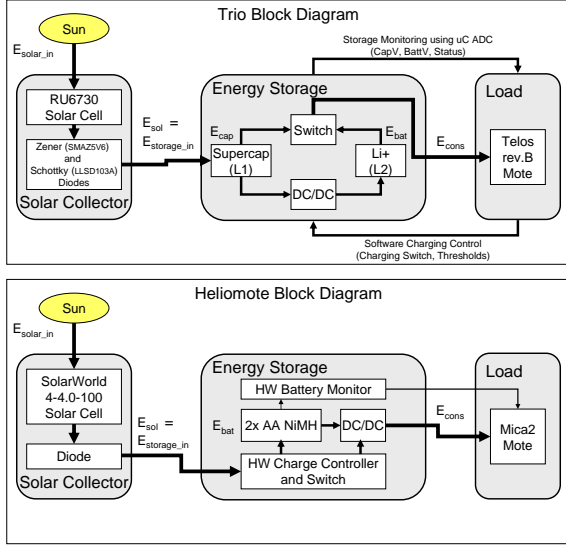 Trio Block Diagram
Sun
E_solar_in
RU6730
Solar Cell
Zener (SMAZ5V6)
and
Schottky (LLSD103A)
Diodes
Solar Collector
E_sol =
E_storage_in
Energy Storage
E_cap
Switch
E_bat
Supercap
(L1)
Li+
(L2)
DC/DC
Storage Monitoring using uC ADC
(CapV, BattV, Status)
E_cons
Load
Telos
rev.B
Mote
Software Charging Control
(Charging Switch, Thresholds)
Heliomote Block Diagram
Sun
E_solar_in
SolarWorld
4-4.0-100
Solar Cell
Diode
Solar Collector
E_sol =
E_storage_in
Energy Storage
HW Battery Monitor
E_bat
2x AA NiMH
DC/DC
HW Charge Controller
and Switch
E_cons
Load
Mica2
Mote